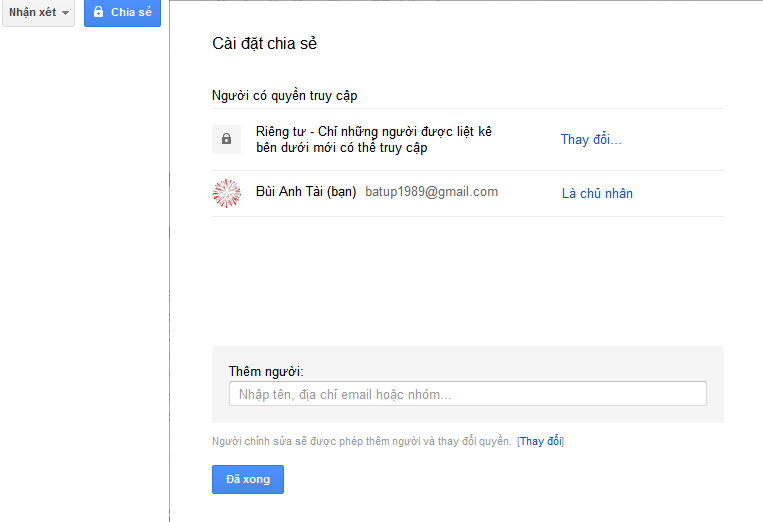 Nhận xét
Chia sẻ
Cài đặt chia sẻ
Người có quyền truy cập
Riêng tư - Chỉ những người được liệt kê
bên dưới mới có thể truy cập
Thay đổi...
Bùi Anh Tài (bạn) batup1989@gmail.com
Là chủ nhân
Thêm người:
Nhập tên, địa chỉ email hoặc nhóm...
Người chỉnh sửa sẽ được phép thêm người và thay đổi quyền. [Thay đổi]
Đã xong